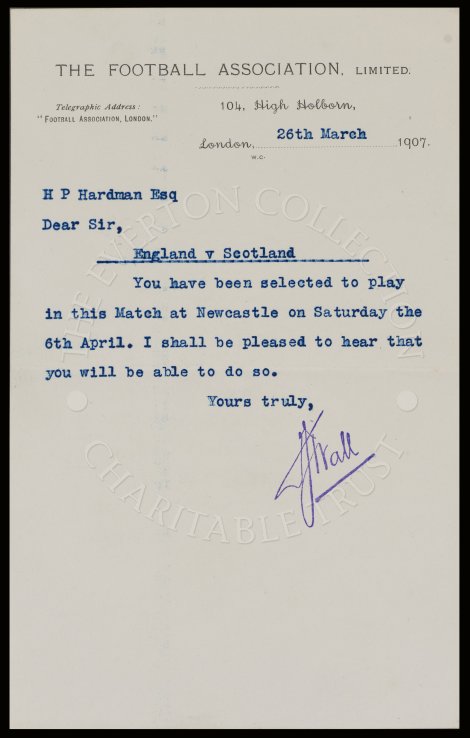 THE FOOTBALL ASSOCIATION, LIMITED.
Telegraphic Address:
"FOOTBALL ASSOCIATION, LONDON."
104, High Holborn,
London, 26th March 1907.
W.C.
H P Hardman Esq
Dear Sir,
England v Scotland
You have been selected to play
in this Match at Newcastle on Saturday the
6th April. I shall be pleased to hear that
you will be able to do so.
Yours truly,
FJWall
THE EVERTON COLLECTION
CHARITABLE TRUST